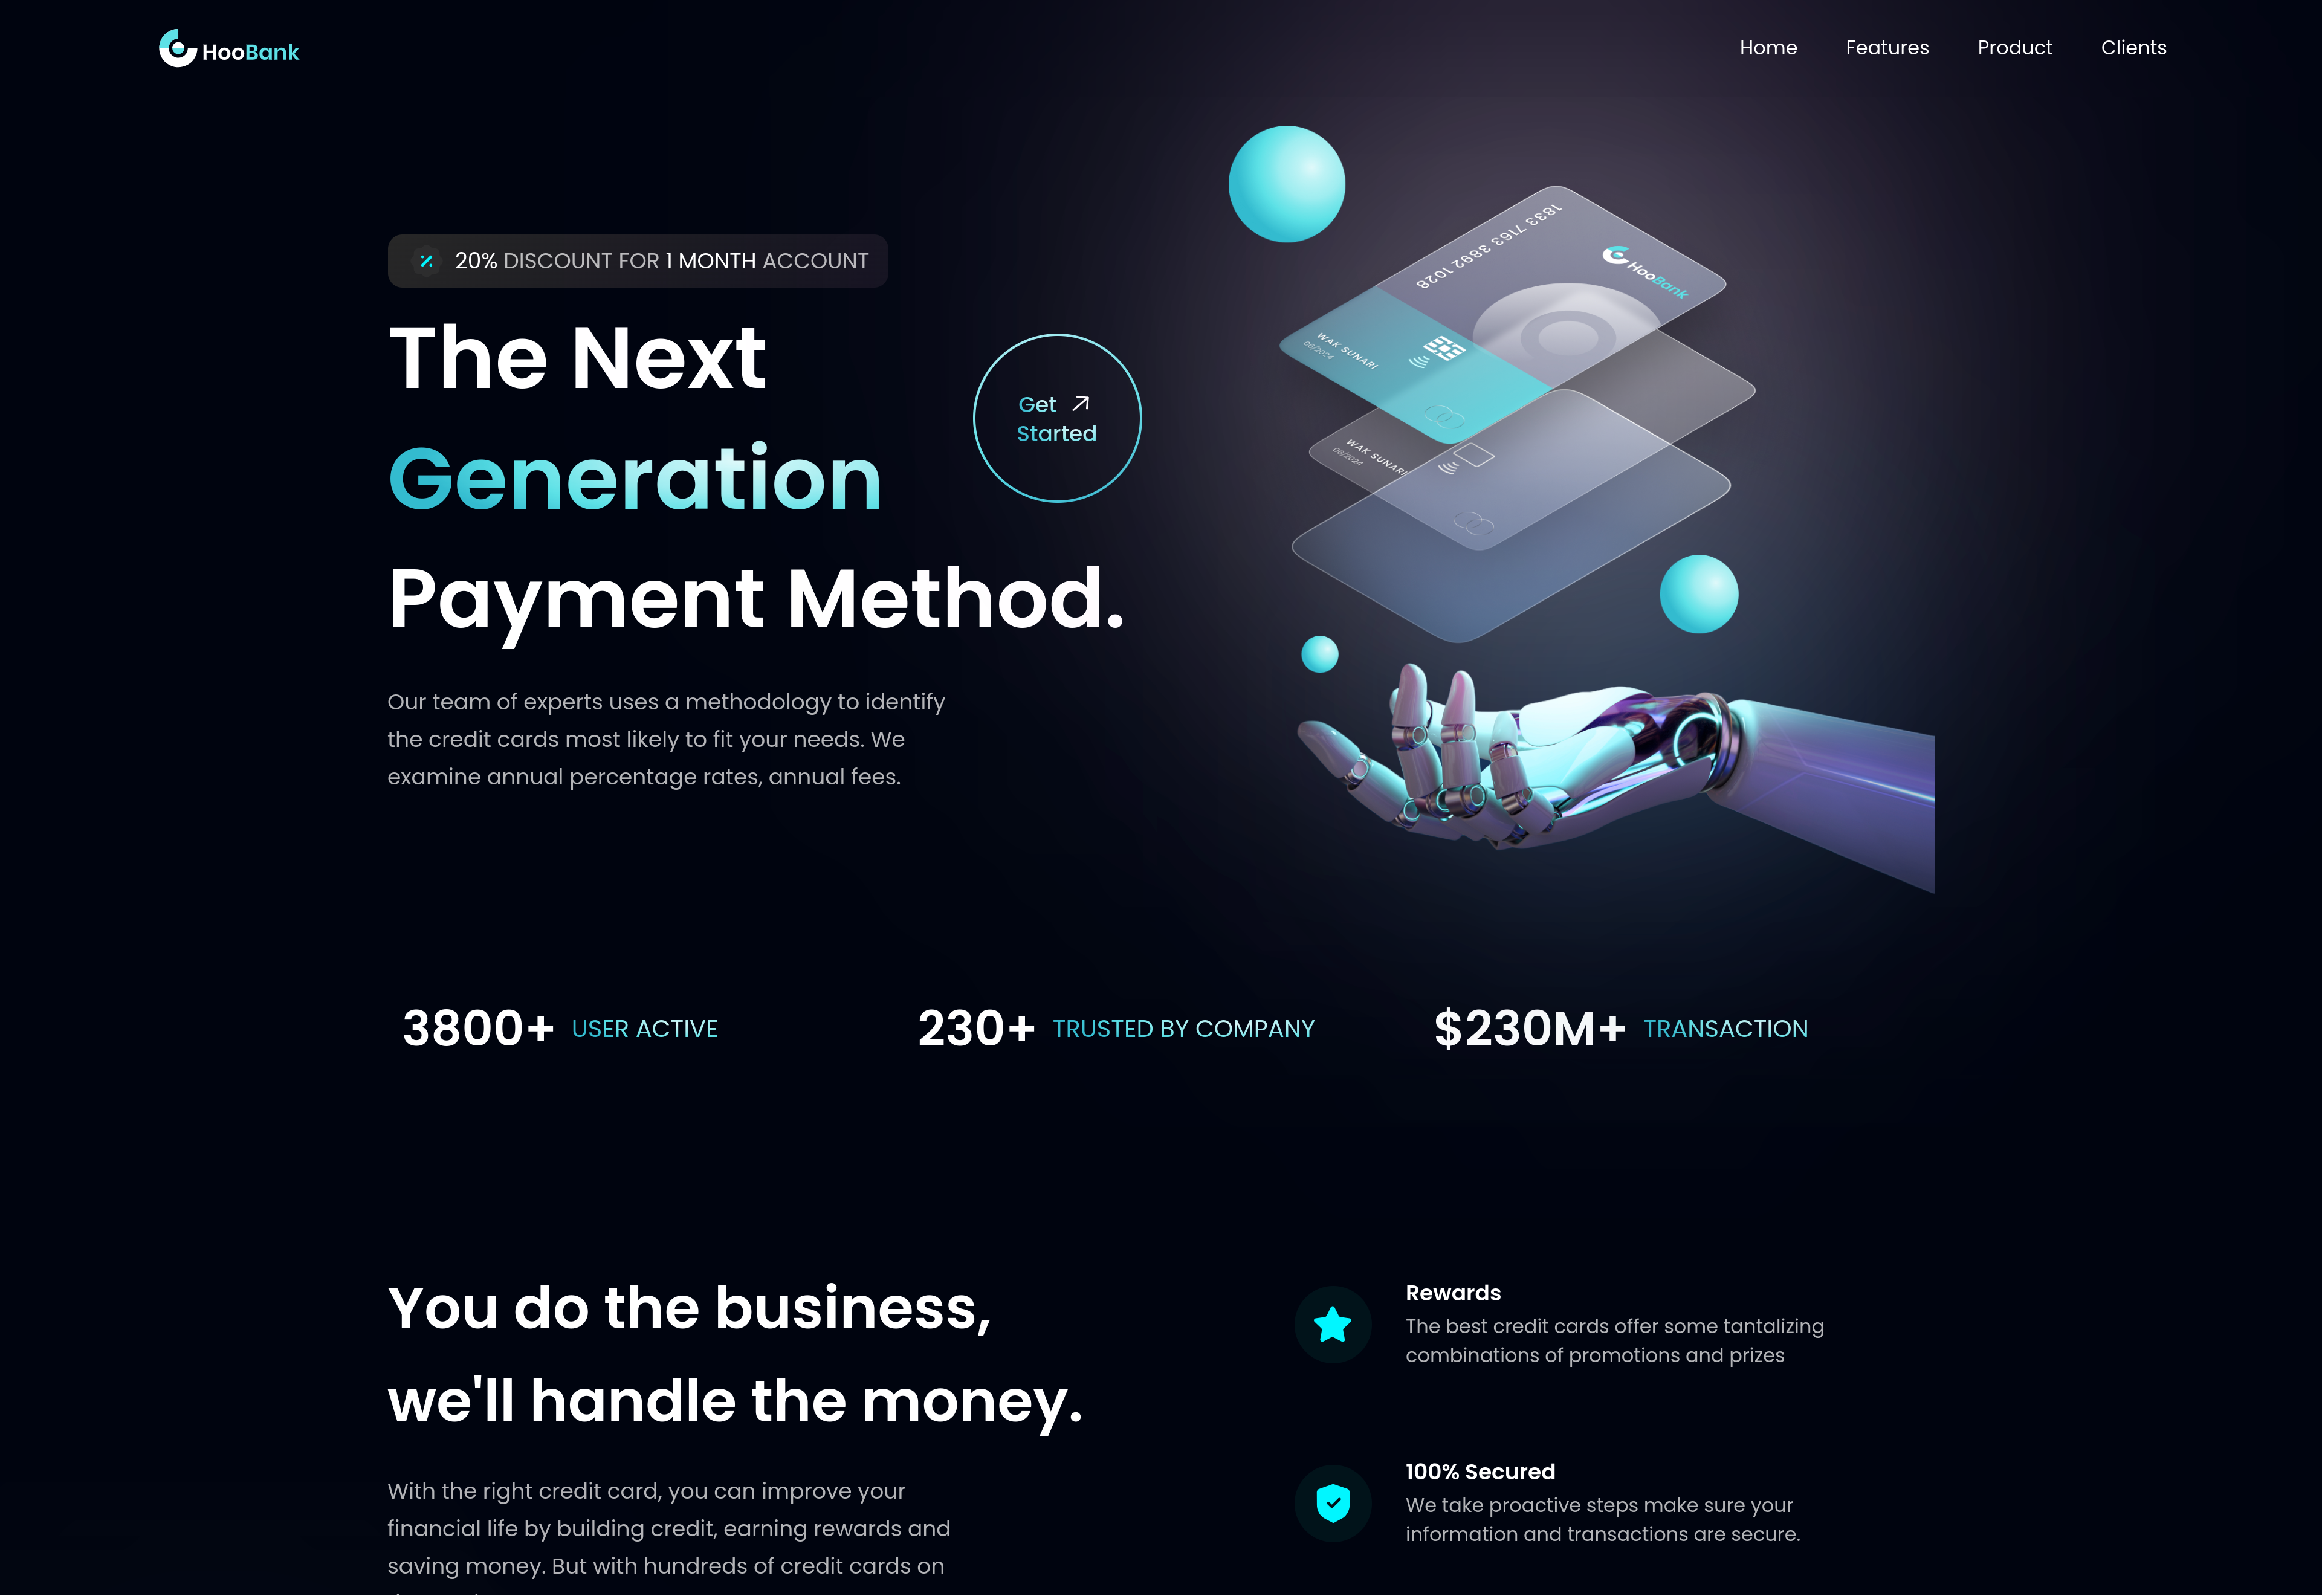 HooBank
Home Features Product Clients
20% DISCOUNT FOR 1 MONTH ACCOUNT
The Next
Generation
Payment Method.
Get
Started
Our team of experts uses a methodology to identify
the credit cards most likely to fit your needs. We
examine annual percentage rates, annual fees.
1833 7163 3892 1028
HooBank
WAK SUNARI
08/2024
WAK SUNARI
08/2024
3800+ USER ACTIVE
230+ TRUSTED BY COMPANY
$230M+ TRANSACTION
You do the business,
we'll handle the money.
With the right credit card, you can improve your
financial life by building credit, earning rewards and
saving money. But with hundreds of credit cards on
Rewards
The best credit cards offer some tantalizing
combinations of promotions and prizes
100% Secured
We take proactive steps make sure your
information and transactions are secure.